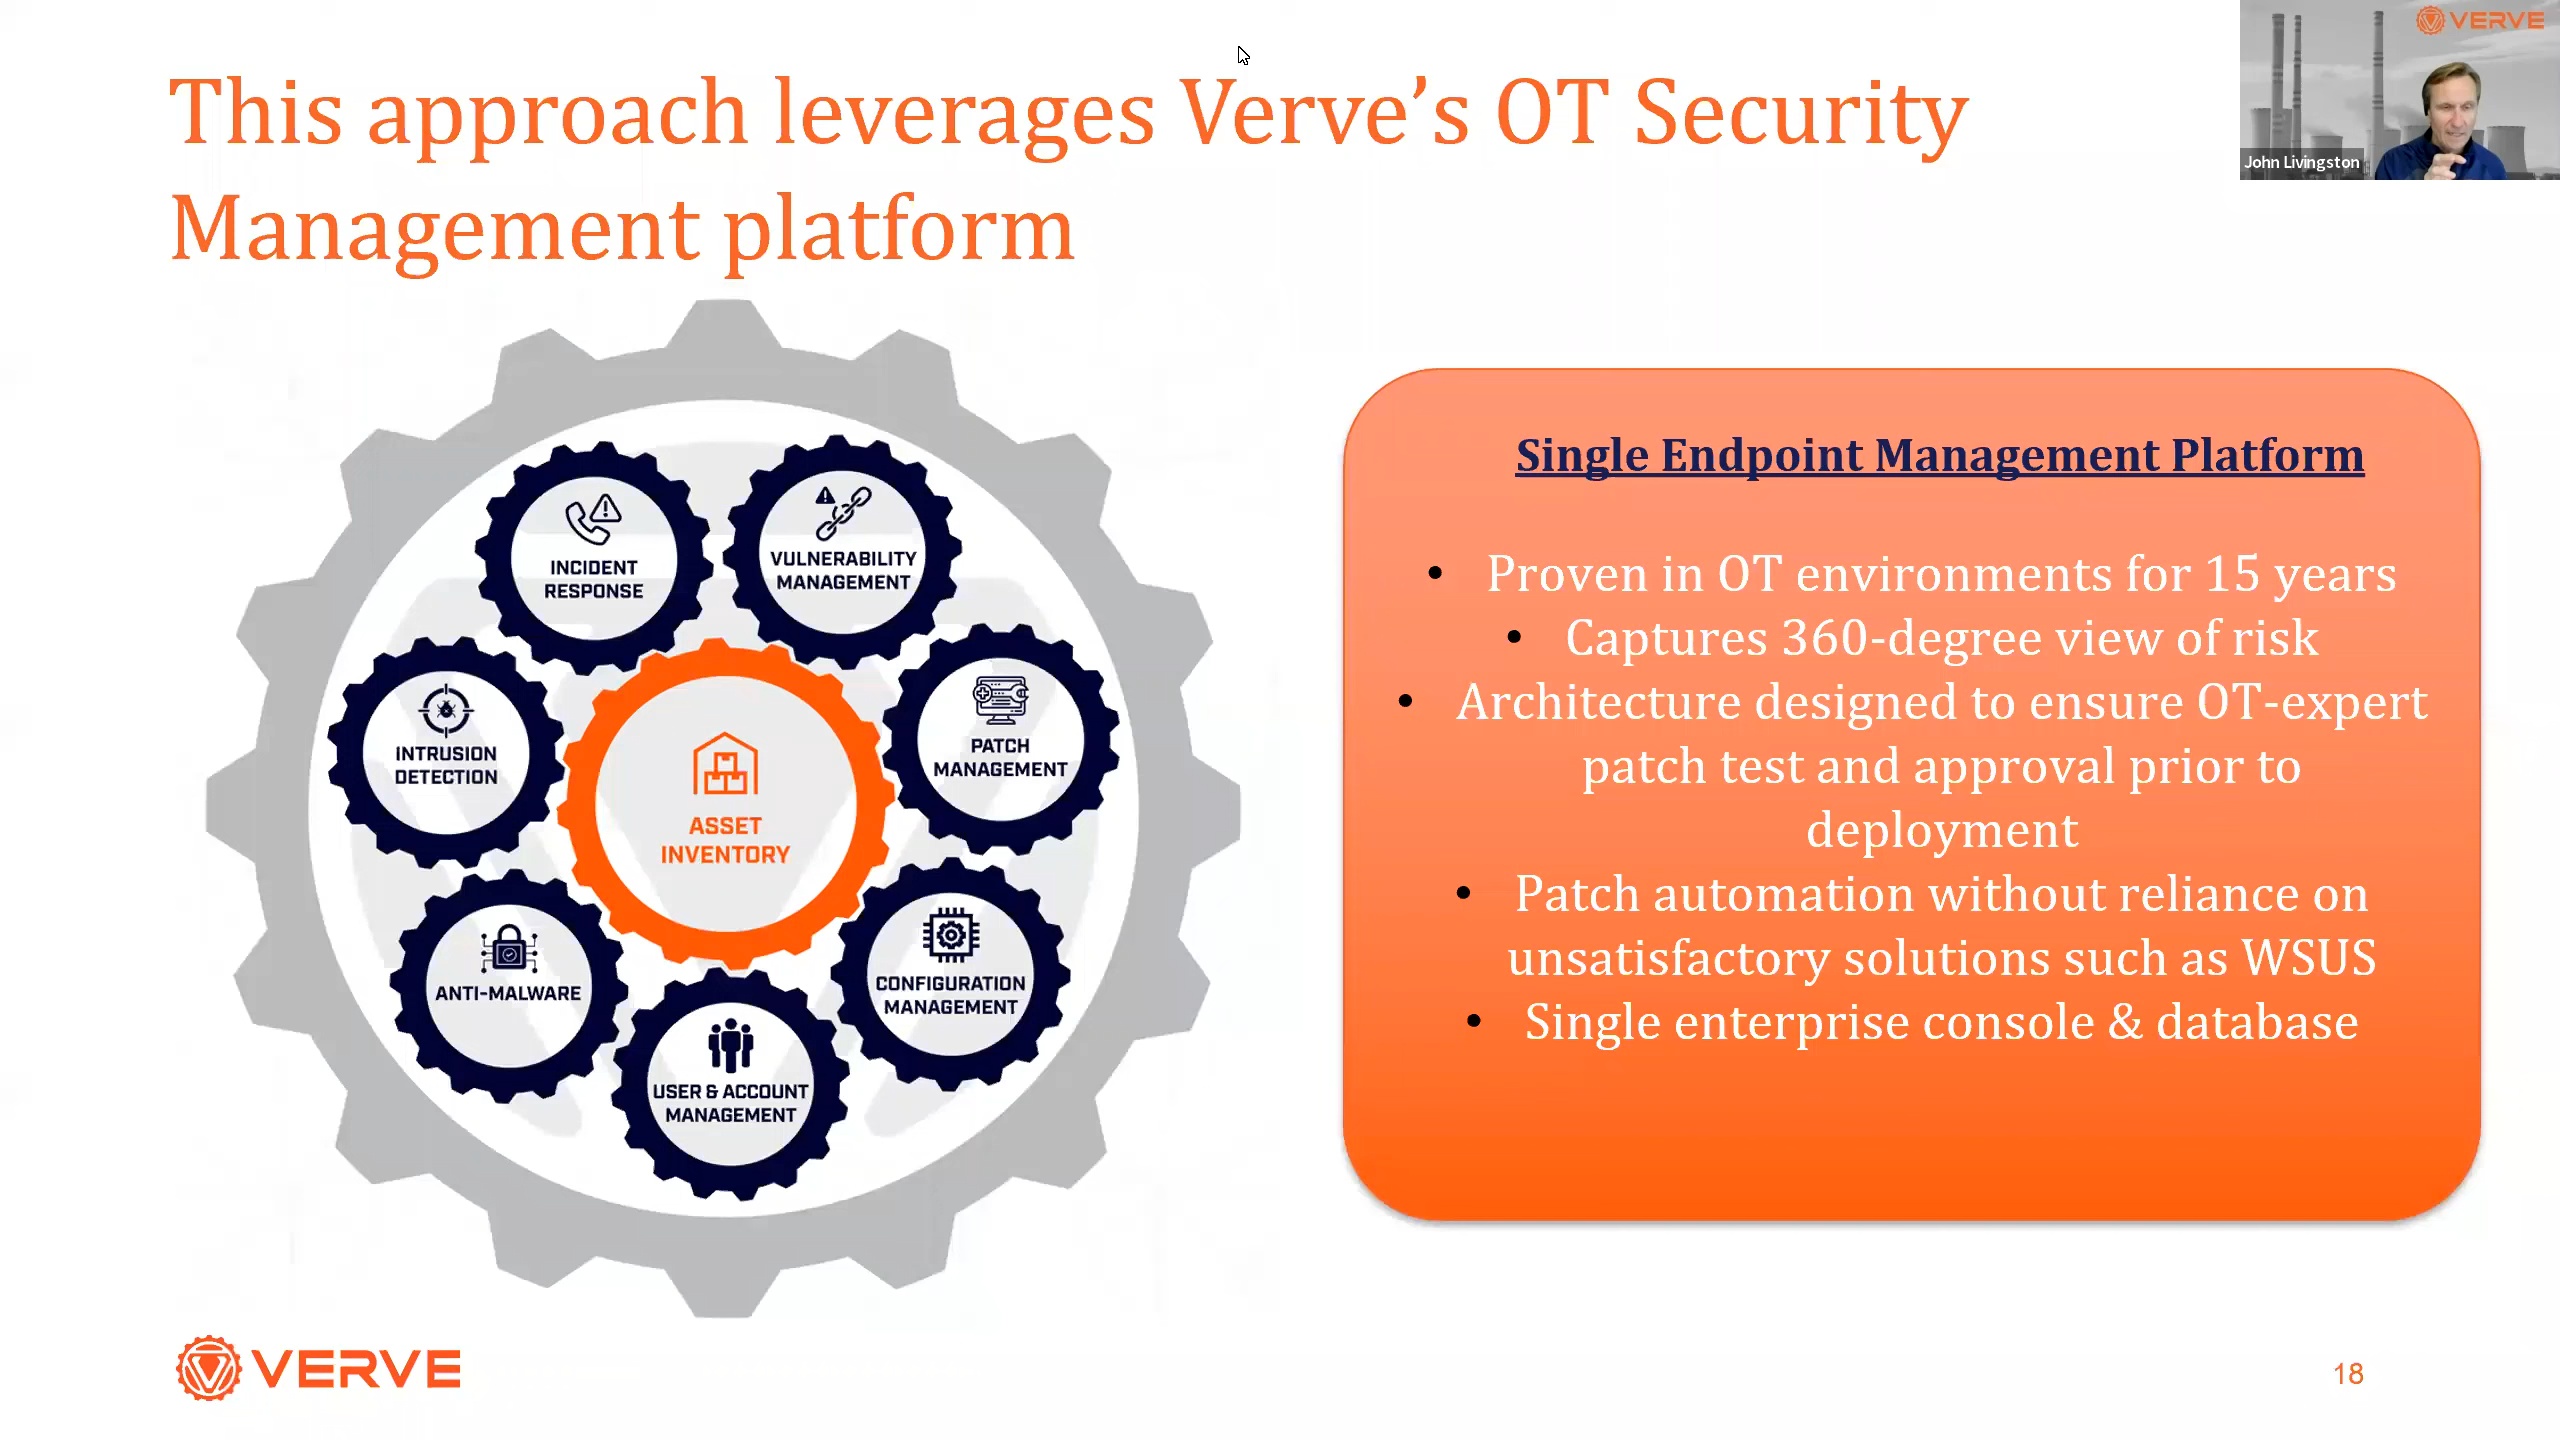 This approach leverages Verve's OT Security
Management platform
VERVE
John Livingston
INCIDENT
RESPONSE
VULNERABILITY
MANAGEMENT
INTRUSION
DETECTION
PATCH
MANAGEMENT
ASSET
INVENTORY
ANTI-MALWARE
CONFIGURATION
MANAGEMENT
USER & ACCOUNT
MANAGEMENT
Single Endpoint Management Platform
• Proven in OT environments for 15 years
• Captures 360-degree view of risk
• Architecture designed to ensure OT-expert
patch test and approval prior to
deployment
• Patch automation without reliance on
unsatisfactory solutions such as WSUS
• Single enterprise console & database
VERVE
18